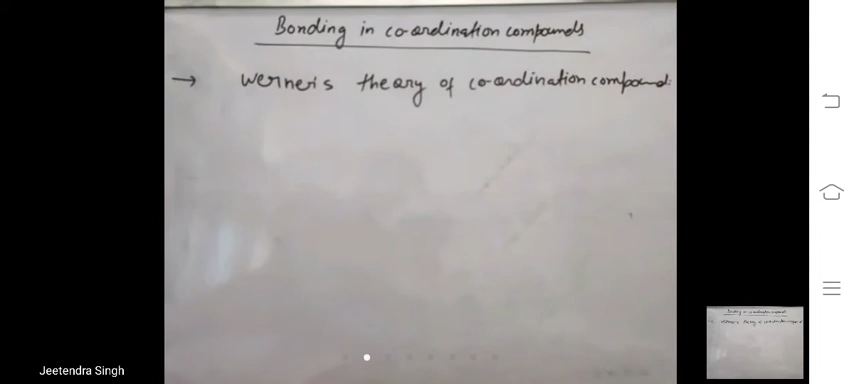 Bonding in co-ordination compounds
→ Werner's theory of co-ordination compound
Jeetendra Singh